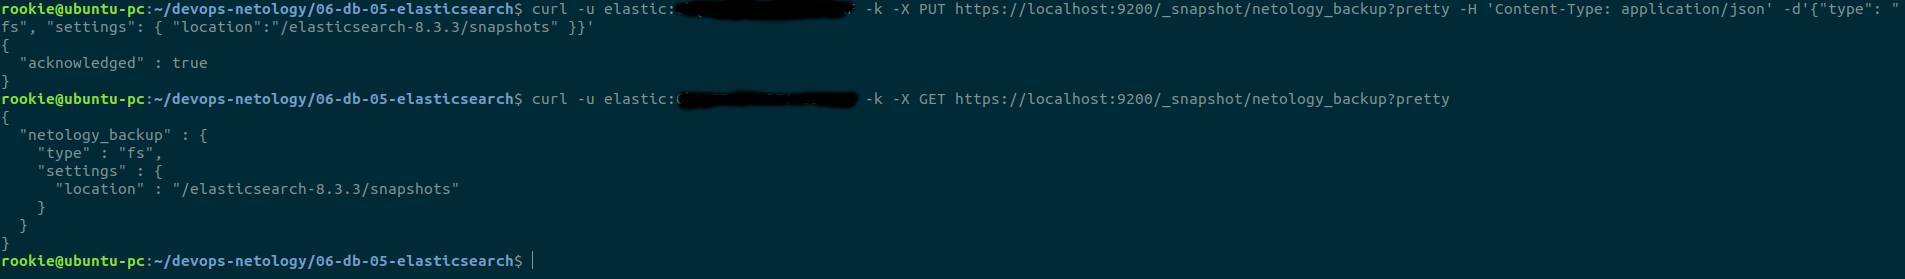 rookie@ubuntu-pc:~/devops-netology/06-db-05-elasticsearch$ curl -u elastic: -k -X PUT https://localhost:9200/_snapshot/netology_backup?pretty -H 'Content-Type: application/json' -d'{"type": "
fs", "settings": { "location":"/elasticsearch-8.3.3/snapshots" }}'
{
  "acknowledged" : true
}
rookie@ubuntu-pc:~/devops-netology/06-db-05-elasticsearch$ curl -u elastic: -k -X GET https://localhost:9200/_snapshot/netology_backup?pretty
{
  "netology_backup" : {
    "type" : "fs",
    "settings" : {
      "location" : "/elasticsearch-8.3.3/snapshots"
    }
  }
}
rookie@ubuntu-pc:~/devops-netology/06-db-05-elasticsearch$